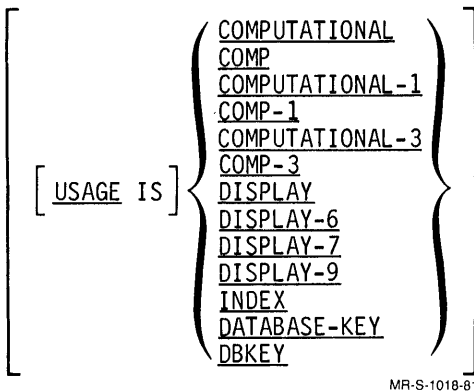 COMPUTATIONAL
COMP
COMPUTATIONAL-1
COMP-1
COMPUTATIONAL-3
COMP-3
[ USAGE IS ] DISPLAY
DISPLAY-6
DISPLAY-7
DISPLAY-9
INDEX
DATABASE-KEY
DBKEY
MR-S-1018-81